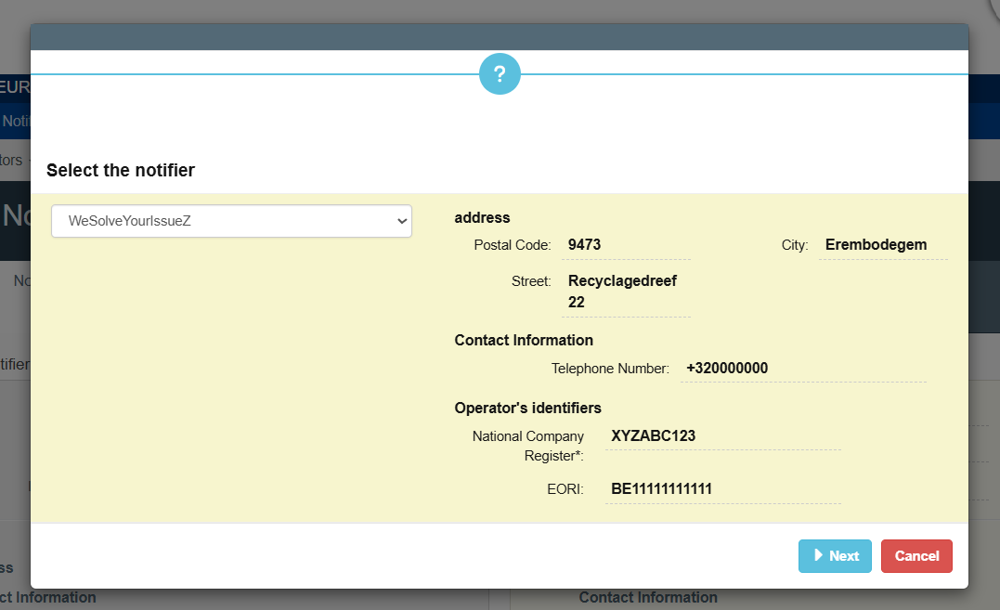 EUR
?
Notif
tors
Select the notifier
WeSolveYourIssueZ
address
Postal Code: 9473 City: Erembodegem
Street: Recyclagedreef
22
Contact Information
Telephone Number: +320000000
Operator's identifiers
National Company XYZABC123
Register*:
EORI: BE11111111111
Next Cancel
No
No
tifier
ss
ct Information Contact Information